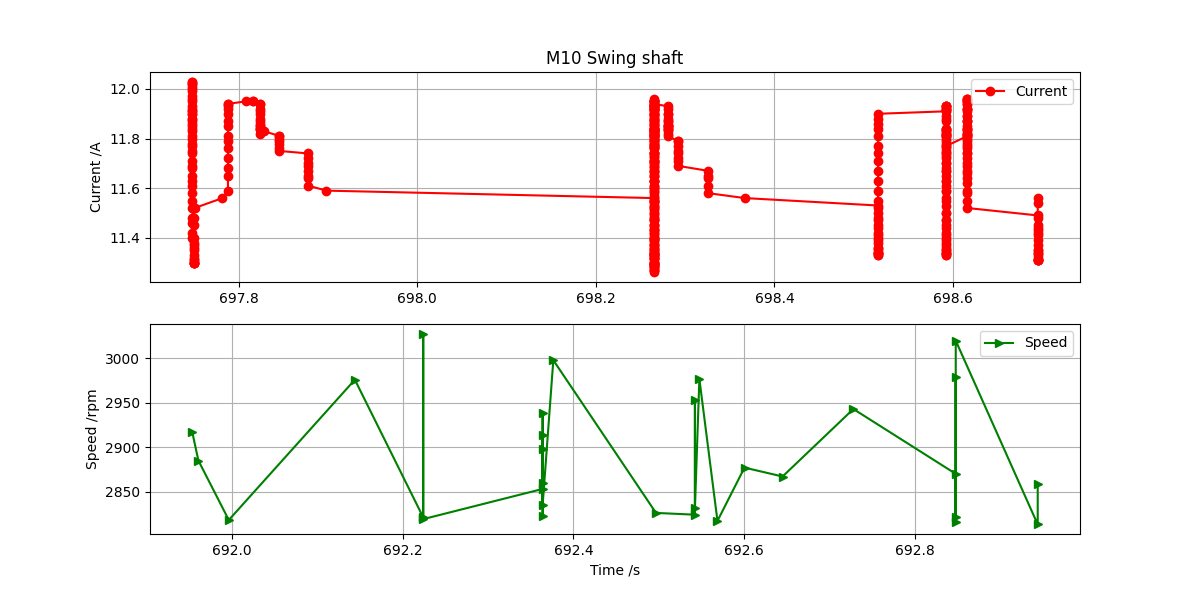 M10 Swing shaft
Current /A
12.0
11.8
11.6
11.4
Current
697.8 698.0 698.2 698.4 698.6
Speed /rpm
3000
2950
2900
2850
Speed
692.0 692.2 692.4 692.6 692.8
Time /s